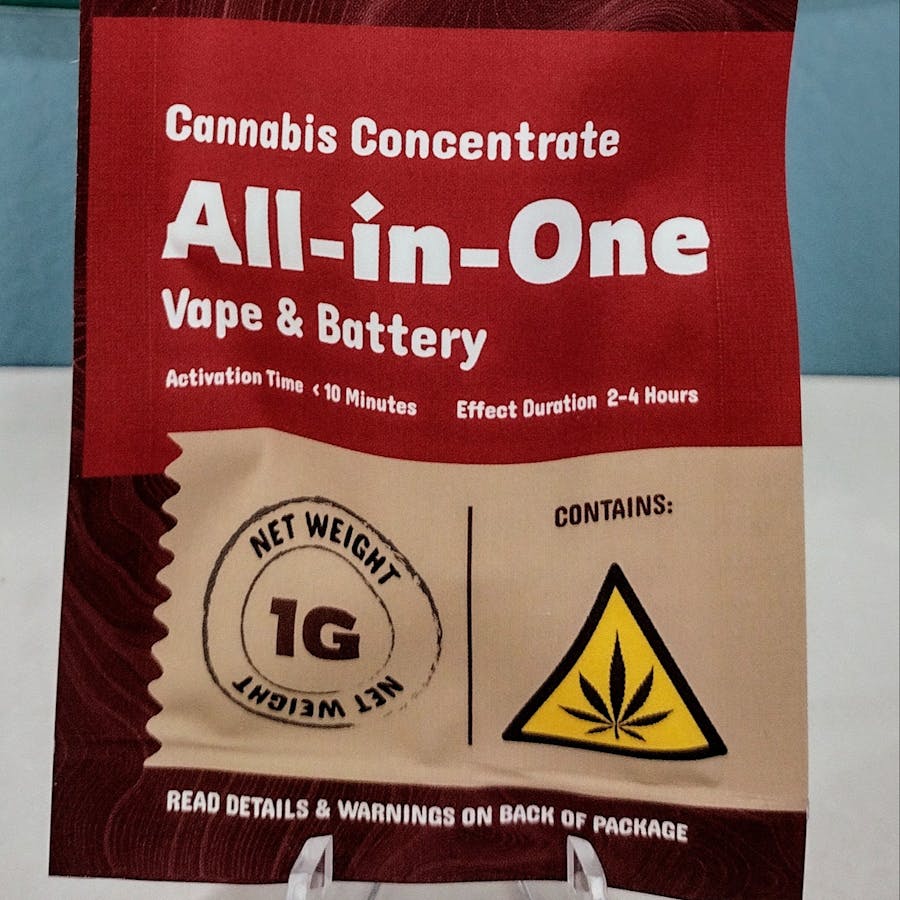 Cannabis Concentrate
All-in-One
Vape & Battery
Activation Time < 10 Minutes Effect Duration 2-4 Hours
NET WEIGHT
1G
NET WEIGHT
CONTAINS:
READ DETAILS & WARNINGS ON BACK OF PACKAGE